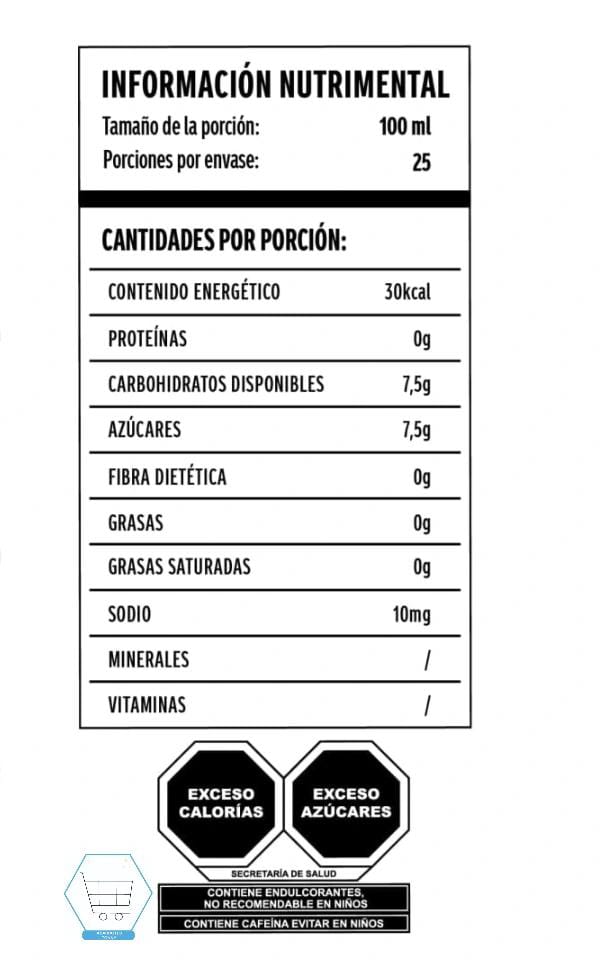 INFORMACIÓN NUTRIMENTAL
Tamaño de la porción: 100 ml
Porciones por envase: 25
CANTIDADES POR PORCIÓN:
CONTENIDO ENERGÉTICO 30kcal
PROTEÍNAS 0g
CARBOHIDRATOS DISPONIBLES 7,5g
AZÚCARES 7,5g
FIBRA DIETÉTICA 0g
GRASAS 0g
GRASAS SATURADAS 0g
SODIO 10mg
MINERALES /
VITAMINAS /
EXCESO EXCESO
CALORÍAS AZÚCARES
SECRETARÍA DE SALUD
CONTIENE ENDULCORANTES,
NO RECOMENDABLE EN NIÑOS
CONTIENE CAFEÍNA EVITAR EN NIÑOS